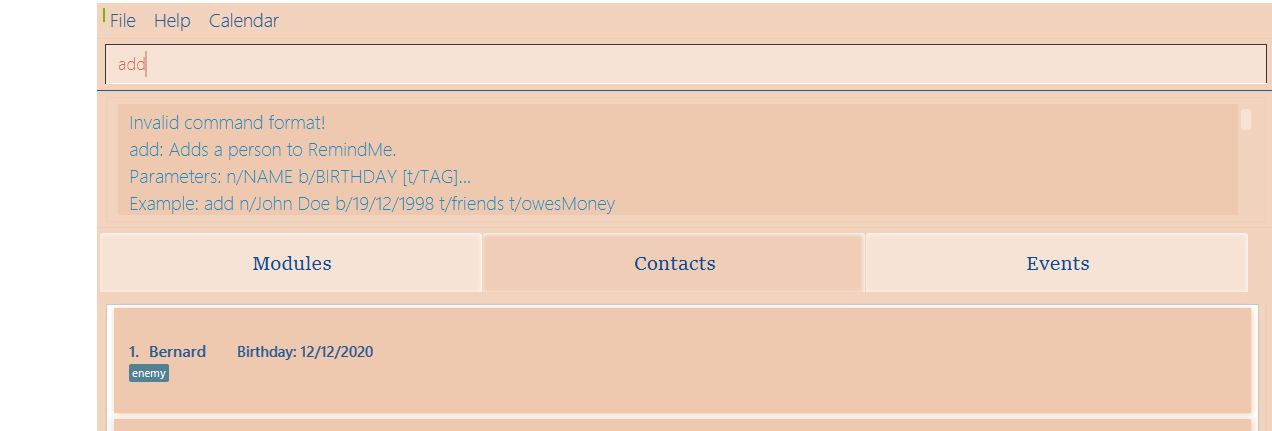 File Help Calendar
add
Invalid command format!
add: Adds a person to RemindMe.
Parameters: n/NAME b/BIRTHDAY [t/TAG]...
Example: add n/John Doe b/19/12/1998 t/friends t/owesMoney
Modules Contacts Events
1. Bernard Birthday: 12/12/2020
enemy